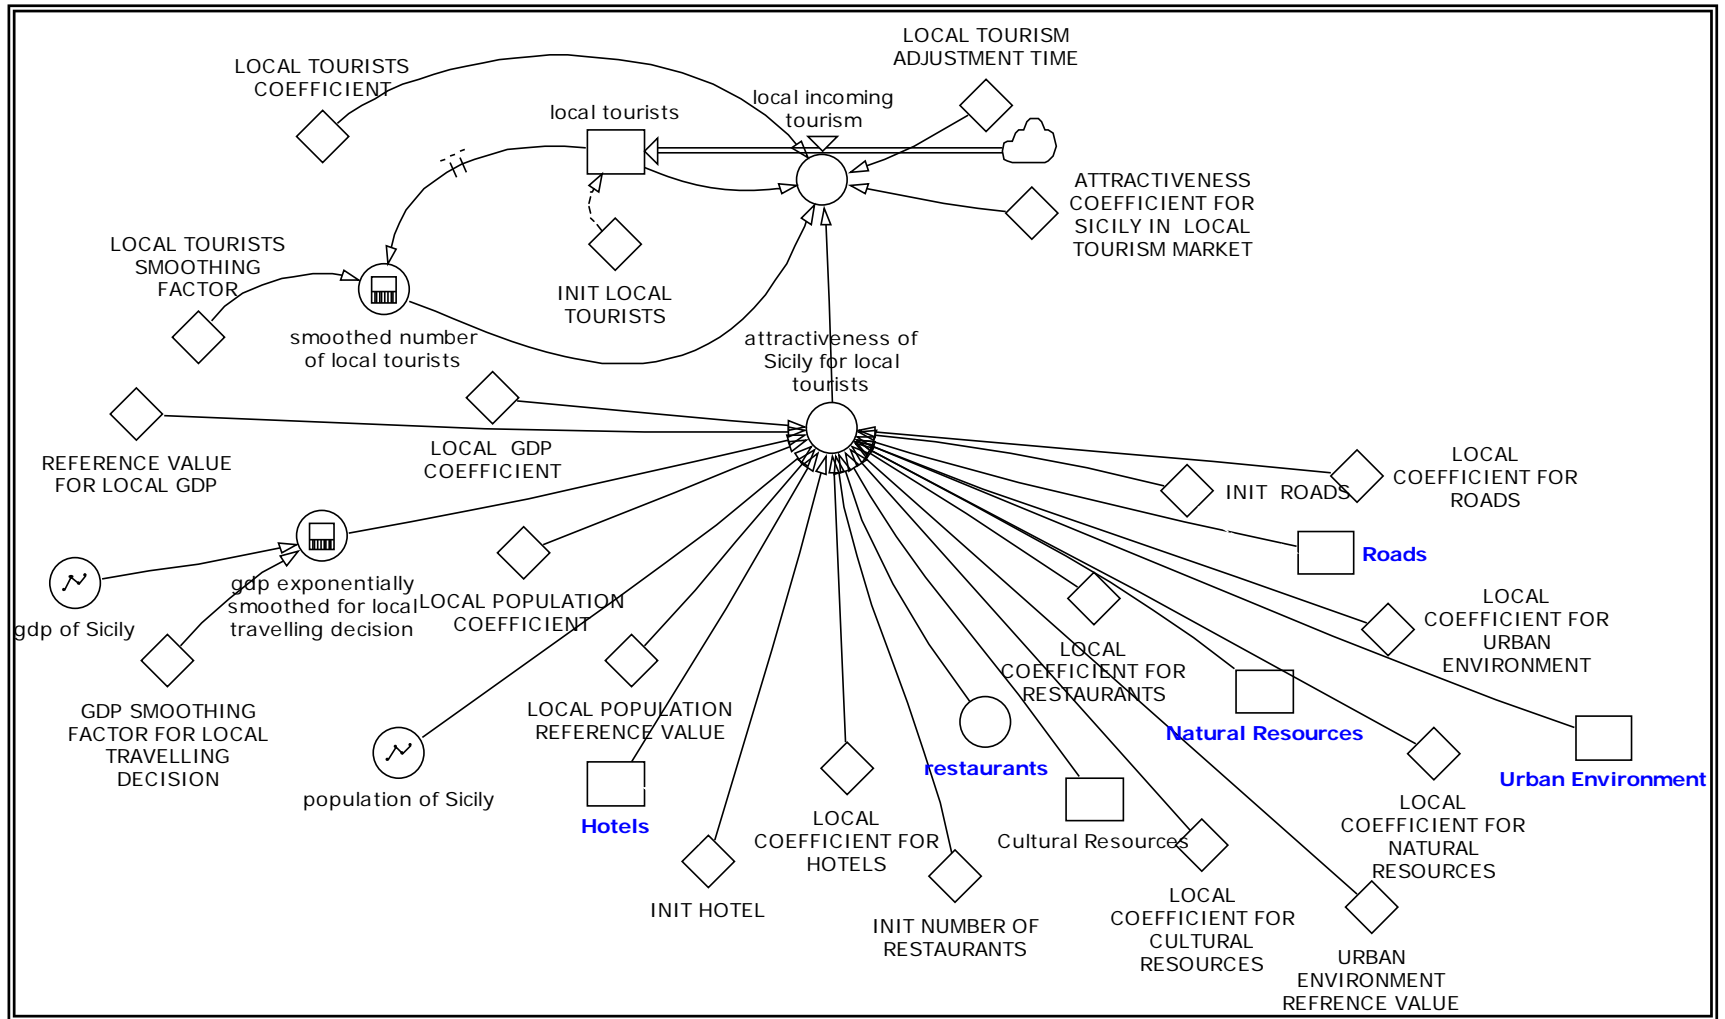 LOCAL TOURISM
ADJUSTMENT TIME
LOCAL TOURISTS
COEFFICIENT
local incoming
tourism
local tourists
ATTRACTIVENESS
COEFFICIENT FOR
SICILY IN LOCAL
TOURISM MARKET
LOCAL TOURISTS
SMOOTHING
FACTOR
INIT LOCAL
TOURISTS
smoothed number
of local tourists
attractiveness of
Sicily for local
tourists
REFERENCE VALUE
FOR LOCAL GDP
LOCAL GDP
COEFFICIENT
INIT ROADS
LOCAL
COEFFICIENT FOR
ROADS
Roads
gdp of Sicily
gdp exponentially
smoothed for local
travelling decision
LOCAL POPULATION
COEFFICIENT
LOCAL
COEFFICIENT FOR
URBAN
ENVIRONMENT
LOCAL
COEFFICIENT FOR
RESTAURANTS
GDP SMOOTHING
FACTOR FOR LOCAL
TRAVELLING
DECISION
LOCAL POPULATION
REFERENCE VALUE
Natural Resources
Urban Environment
population of Sicily
Hotels
restaurants
LOCAL
COEFFICIENT FOR
HOTELS
Cultural Resources
LOCAL
COEFFICIENT FOR
NATURAL
RESOURCES
INIT HOTEL
INIT NUMBER OF
RESTAURANTS
LOCAL
COEFFICIENT FOR
CULTURAL
RESOURCES
URBAN
ENVIRONMENT
REFRENCE VALUE